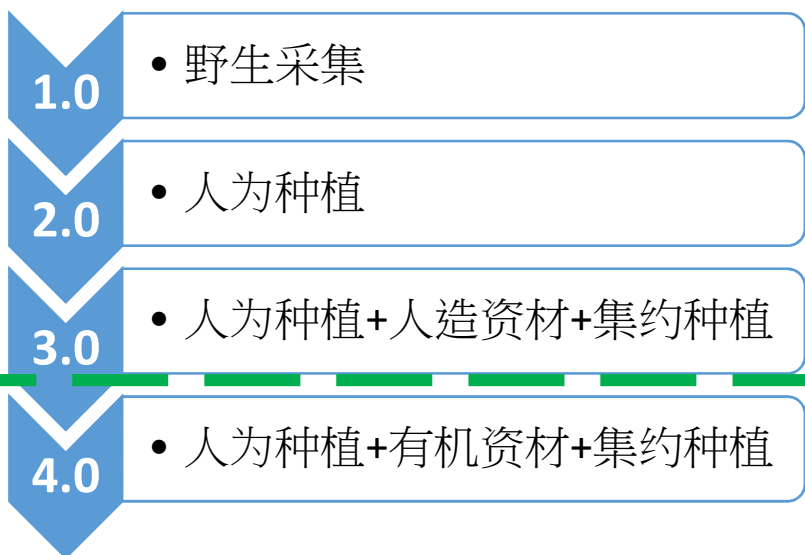 1.0
• 野生采集
2.0
• 人为种植
3.0
• 人为种植+人造资材+集约种植
4.0
• 人为种植+有机资材+集约种植